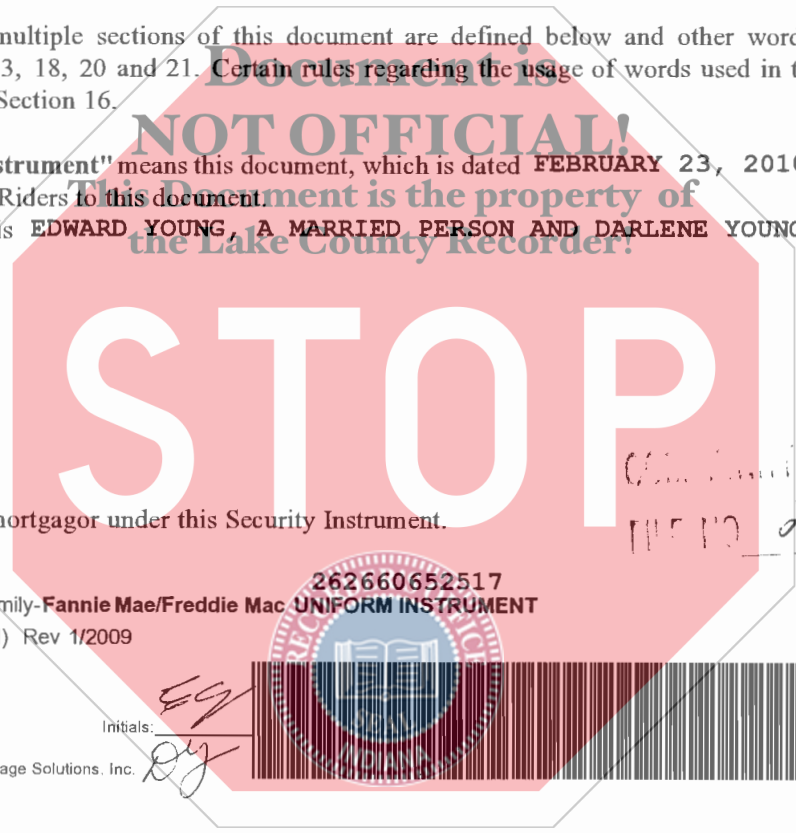 multiple sections of this document are defined below and other word
Document is
3, 18, 20 and 21. Certain rules regarding the usage of words used in t
Section 16.
NOT OFFICIAL!
strument" means this document, which is dated FEBRUARY 23, 2010
This Document is the property of
Riders to this document.
is EDWARD YOUNG, A MARRIED PERSON AND DARLENE YOUNG
the Lake County Recorder!
STOP
mortgagor under this Security Instrument.
262660652517
mily-Fannie Mae/Freddie Mac UNIFORM INSTRUMENT
) Rev 1/2009
SEAL
INDIANA
Initials:
age Solutions. Inc.